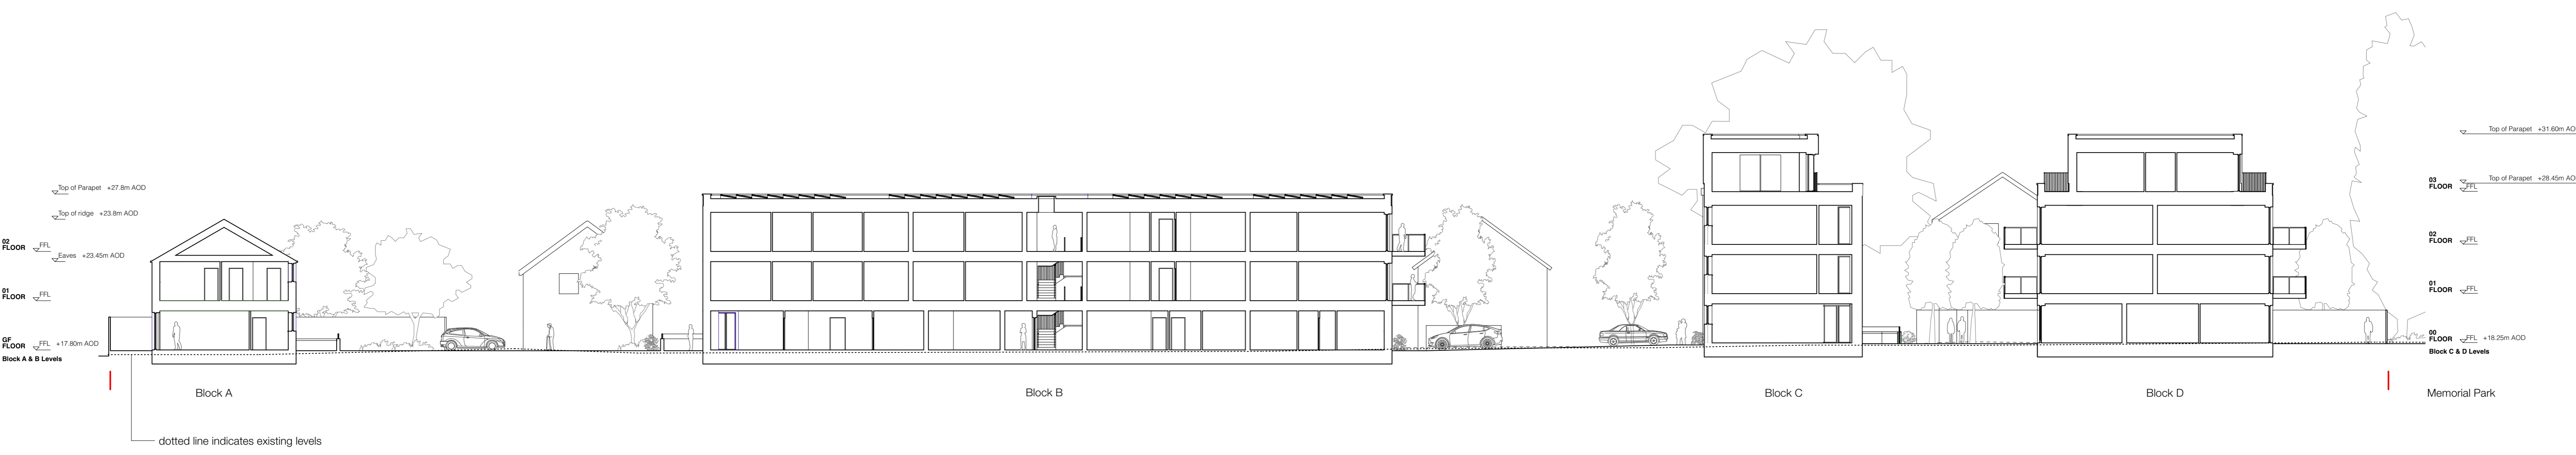 Top of Parapet +27.8m AOD
Top of ridge +23.8m AOD
02
FLOOR FFL
Eaves +23.45m AOD
01
FLOOR FFL
GF
FLOOR FFL +17.80m AOD
Block A & B Levels
Block A
Block B
Block C
Block D
Memorial Park
dotted line indicates existing levels
Top of Parapet +31.60m AO
Top of Parapet +28.45m AO
03
FLOOR FFL
02
FLOOR FFL
01
FLOOR FFL
00
FLOOR FFL +18.25m AOD
Block C & D Levels